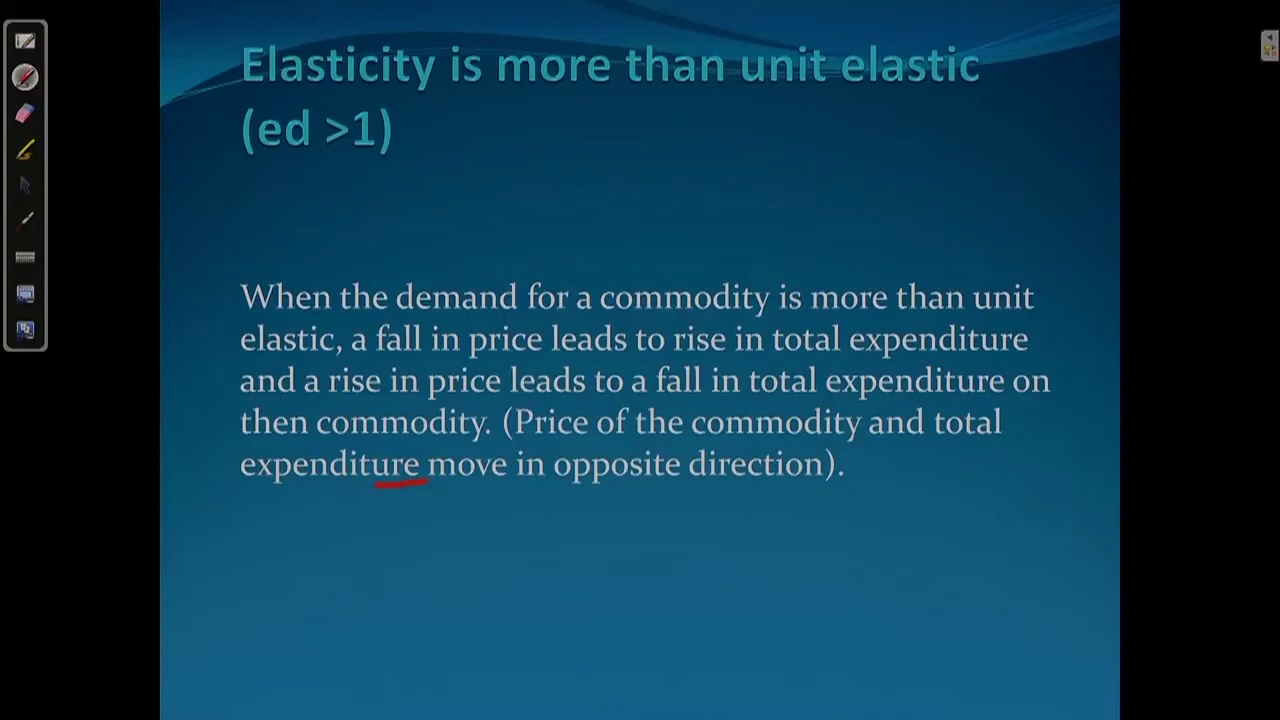 Elasticity is more than unit elastic
(ed >1)
When the demand for a commodity is more than unit
elastic, a fall in price leads to rise in total expenditure
and a rise in price leads to a fall in total expenditure on
then commodity. (Price of the commodity and total
expenditure move in opposite direction).